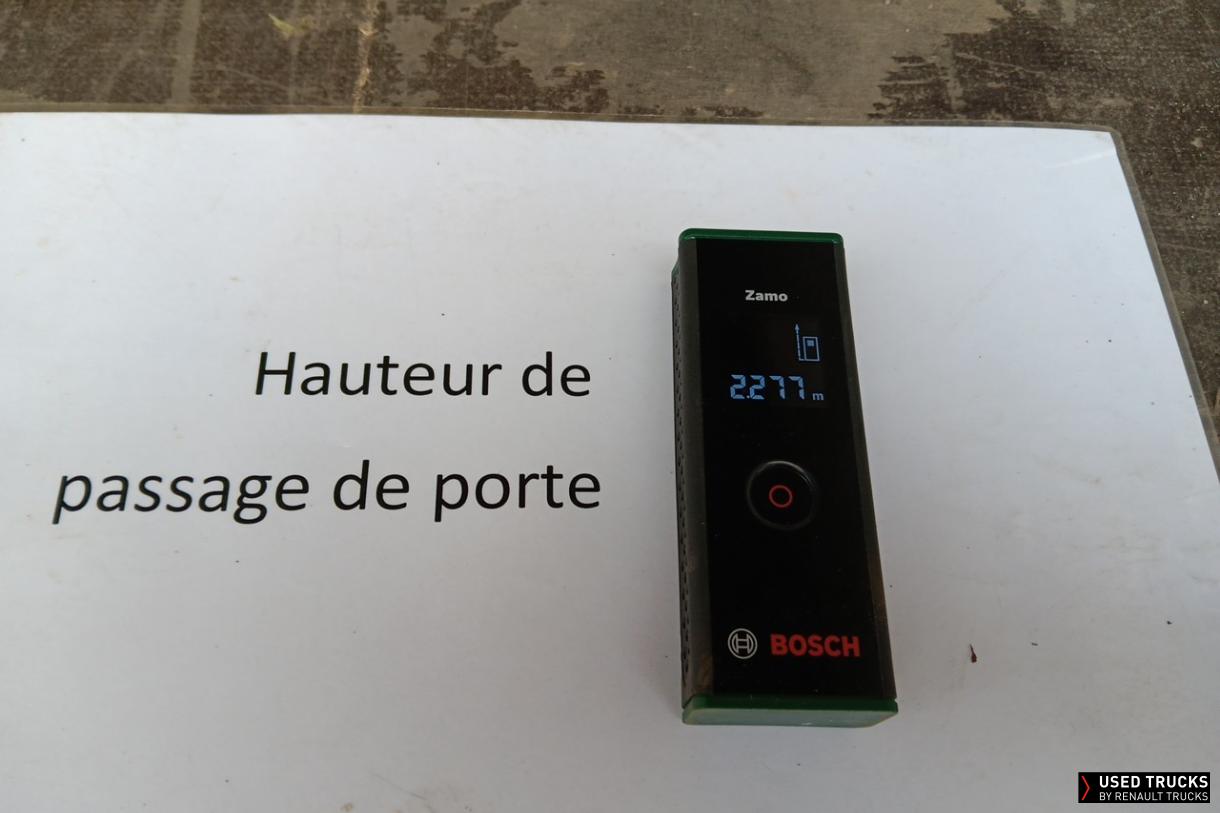 Zamo
2.277 m
Hauteur de
passage de porte
BOSCH
USED TRUCKS
BY RENAULT TRUCKS